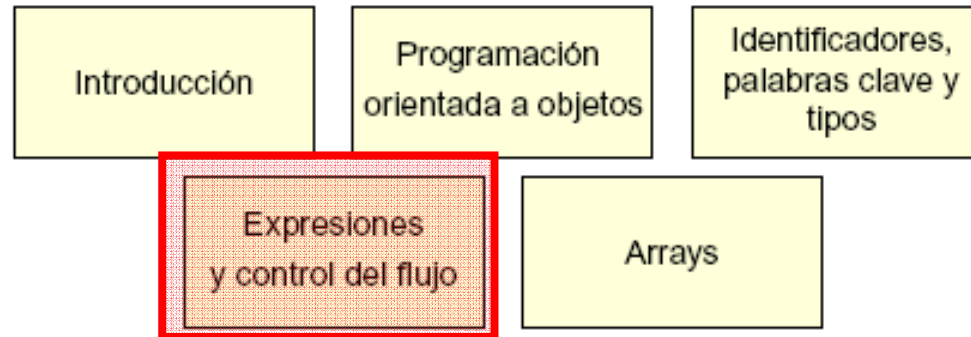 Introducción
Programación
orientada a objetos
Identificadores,
palabras clave y
tipos
Expresiones
y control del flujo
Arrays